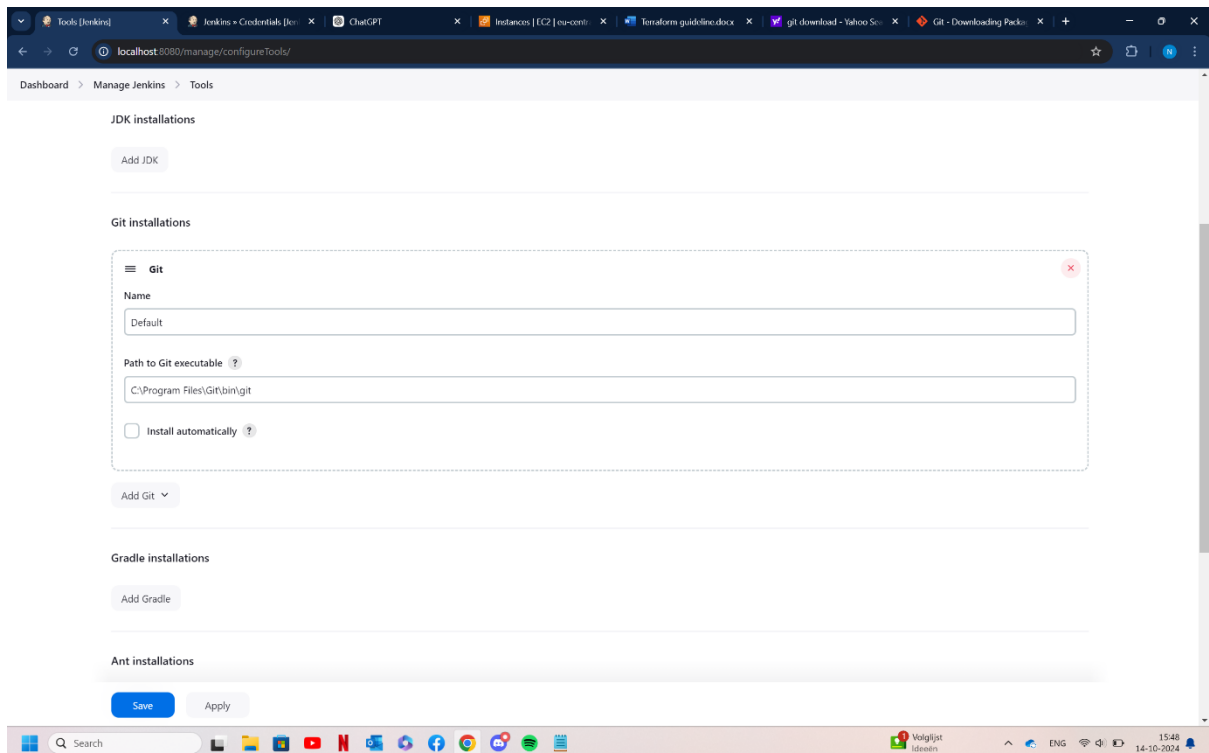 Tools [Jenkins]
Jenkins » Credentials [Jen
ChatGPT
Instances | EC2 | eu-centr
Terraform guideline.docx
git download - Yahoo Sea
Git - Downloading Packag
localhost:8080/manage/configureTools/
N
Dashboard > Manage Jenkins > Tools
JDK installations
Add JDK
Git installations
Git
Name
Default
Path to Git executable ?
C:\Program Files\Git\bin\git
Install automatically ?
Add Git
Gradle installations
Add Gradle
Ant installations
Save Apply
Search
1
Volglijst
Ideeën
ENG
15:48
14-10-2024